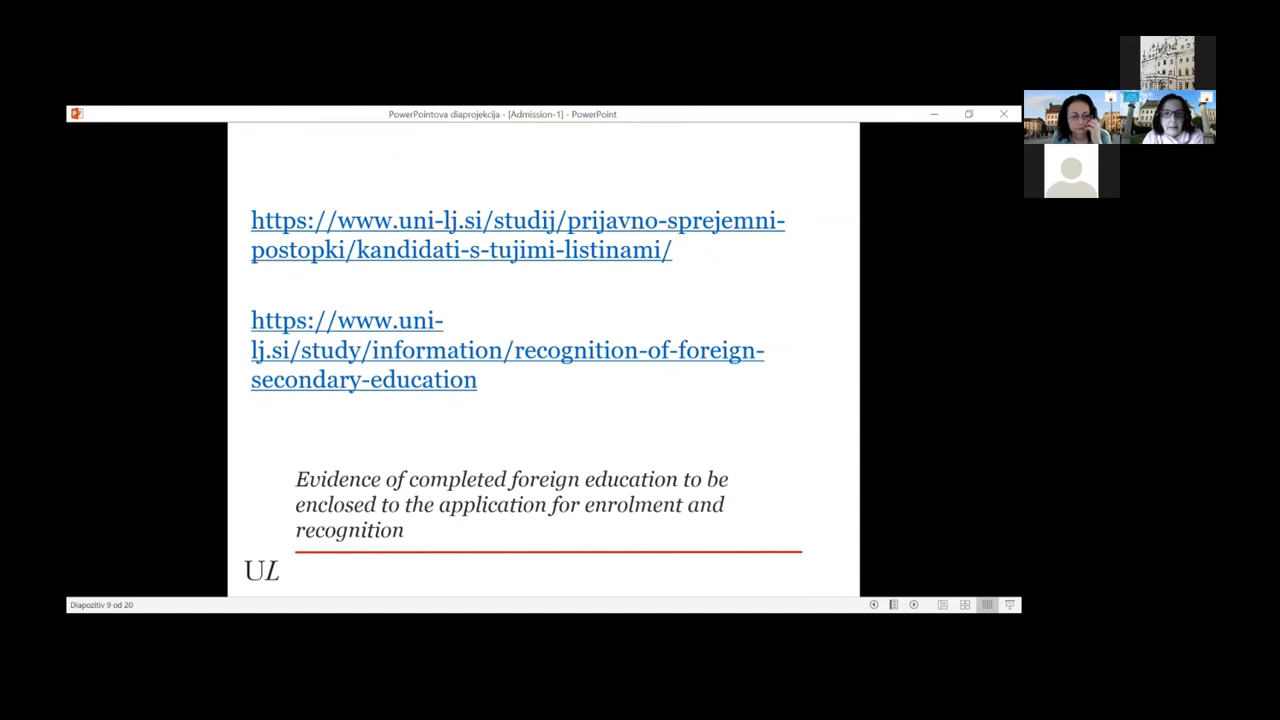 PowerPointova diaprojekcija - [Admission-1] - PowerPoint
https://www.uni-lj.si/studij/prijavno-sprejemni-
postopki/kandidati-s-tujimi-listinami/
https://www.uni-
lj.si/study/information/recognition-of-foreign-
secondary-education
Evidence of completed foreign education to be
enclosed to the application for enrolment and
recognition
UL
Diapozitiv 9 od 20